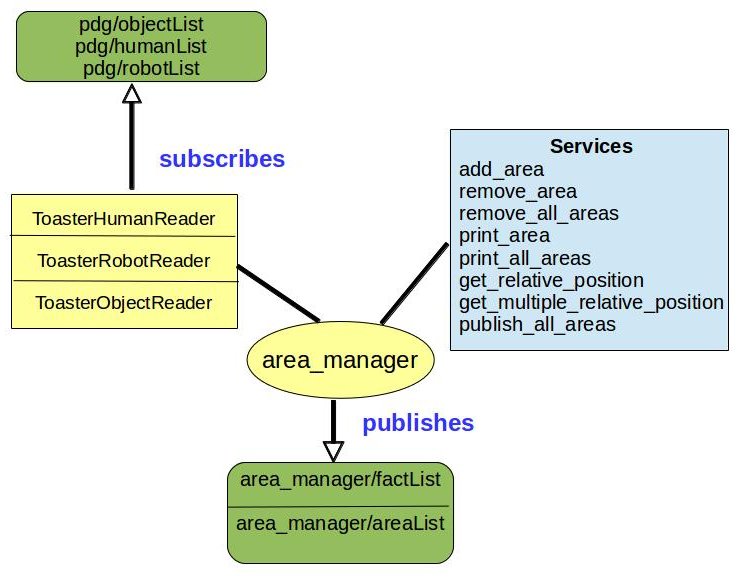 pdg/objectList
pdg/humanList
pdg/robotList
subscribes
ToasterHumanReader
ToasterRobotReader
ToasterObjectReader
Services
add_area
remove_area
remove_all_areas
print_area
print_all_areas
get_relative_position
get_multiple_relative_position
publish_all_areas
area_manager
publishes
area_manager/factList
area_manager/areaList